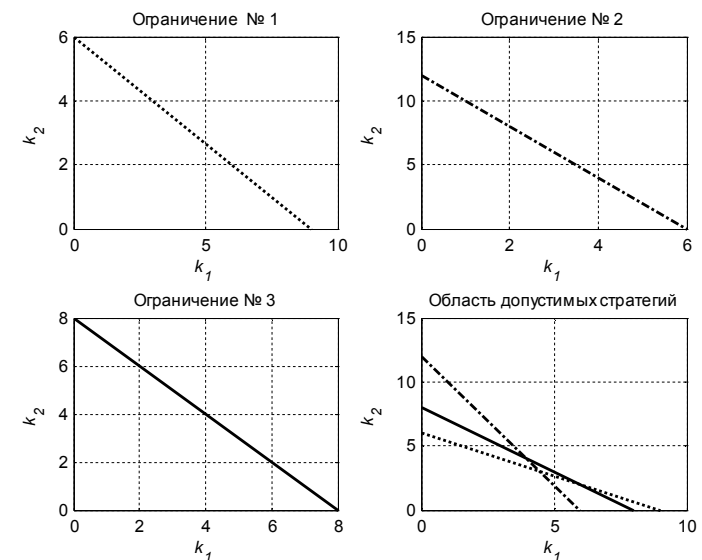 Ограничение № 1
6
4
2
0
k2
0 5 10
k1
Ограничение № 2
15
10
5
0
k2
0 2 4 6
k1
Ограничение № 3
8
6
4
2
0
k2
0 2 4 6 8
k1
Область допустимых стратегий
15
10
5
0
k2
0 5 10
k1